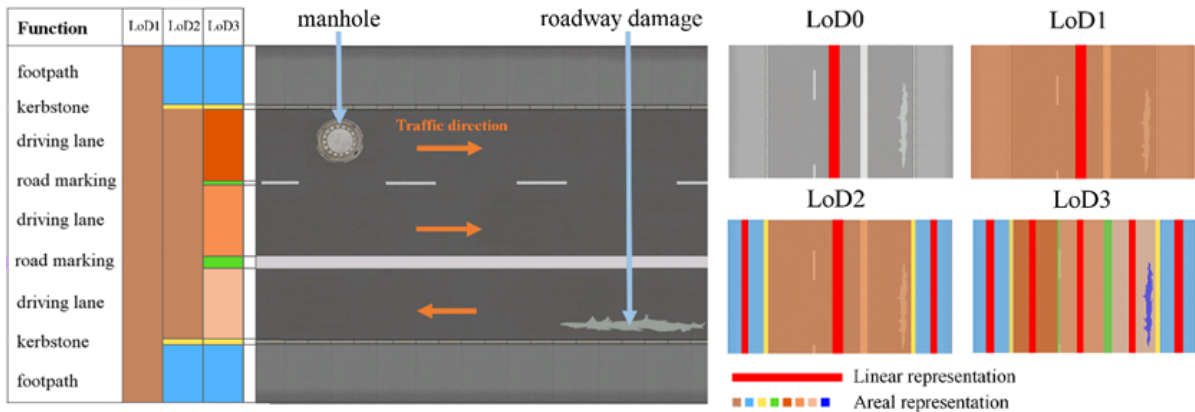 Function LoD1 LoD2 LoD3
footpath
kerbstone
driving lane
road marking
driving lane
road marking
driving lane
kerbstone
footpath
manhole
roadway damage
Traffic direction
LoD0
LoD1
LoD2
LoD3
Linear representation
Areal representation